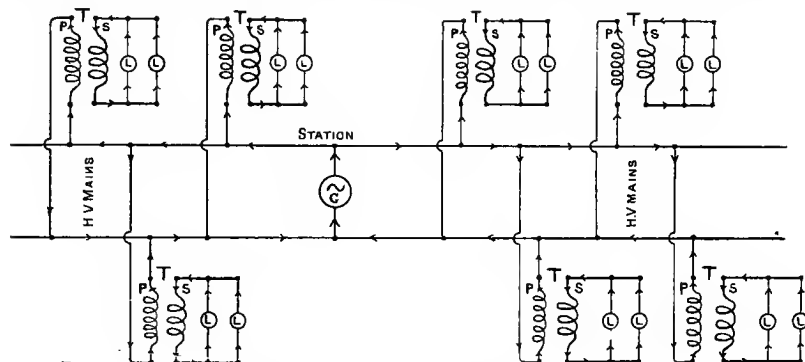 T T T T
P S P S P S P S
L L L L L L L L
STATION
H V MAINS
G
H.V MAINS
T T T
P S P S P S
L L L L L L